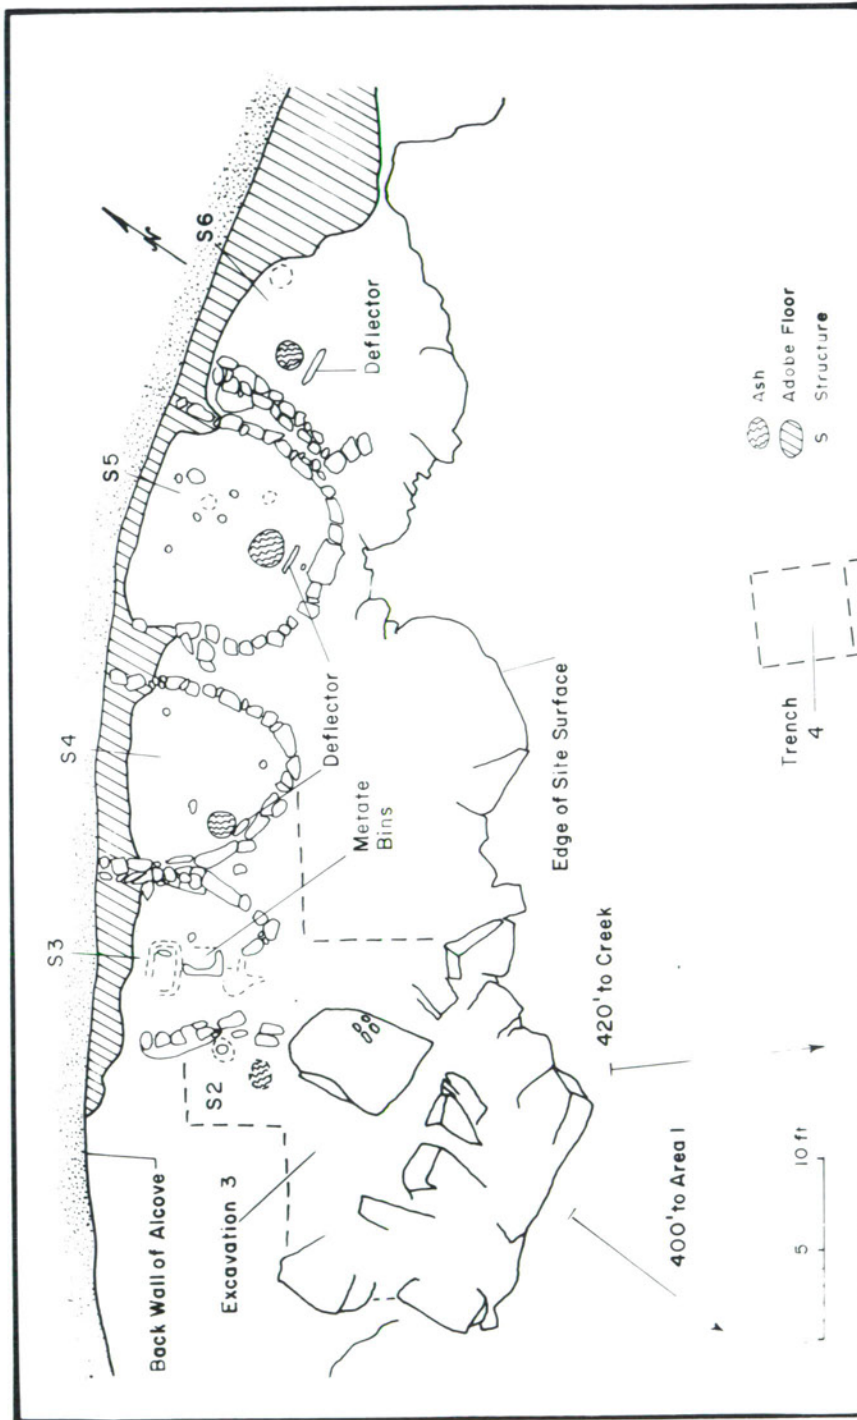 N
S6
S5
S4
S3
S2
Deflector
Deflector
Metate
Bins
Back Wall of Alcove
Excavation 3
Edge of Site Surface
420' to Creek
400' to Area I
Trench
4
Ash
Adobe Floor
S Structure
5
10 ft